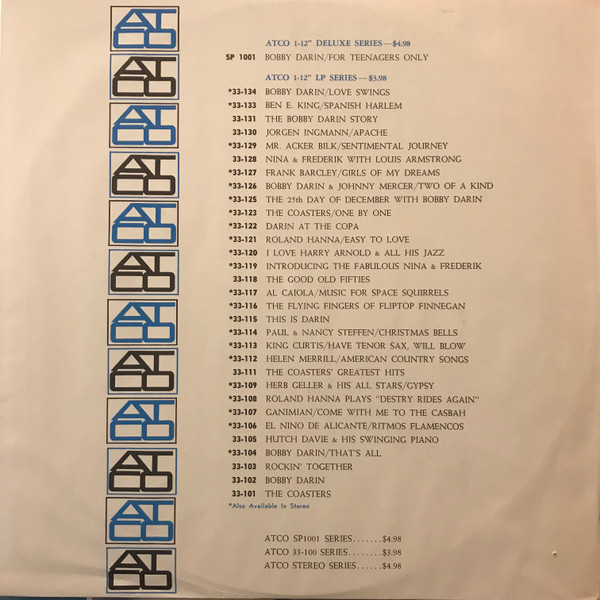 ATCO 1-12" DELUXE SERIES—$4.98
SP 1001 BOBBY DARIN/FOR TEENAGERS ONLY
ATCO 1-12" LP SERIES—$3.98
*33-134 BOBBY DARIN/LOVE SWINGS
*33-133 BEN E. KING/SPANISH HARLEM
33-131 THE BOBBY DARIN STORY
33-130 JORGEN INGMANN/APACHE
*33-129 MR. ACKER BILK/SENTIMENTAL JOURNEY
33-128 NINA & FREDERIK WITH LOUIS ARMSTRONG
*33-127 FRANK BARCLEY/GIRLS OF MY DREAMS
*33-126 BOBBY DARIN & JOHNNY MERCER/TWO OF A KIND
*33-125 THE 25th DAY OF DECEMBER WITH BOBBY DARIN
*33-123 THE COASTERS/ONE BY ONE
*33-122 DARIN AT THE COPA
*33-121 ROLAND HANNA/EASY TO LOVE
*33-120 I LOVE HARRY ARNOLD & ALL HIS JAZZ
*33-119 INTRODUCING THE FABULOUS NINA & FREDERIK
33-118 THE GOOD OLD FIFTIES
*33-117 AL CAIOLA/MUSIC FOR SPACE SQUIRRELS
*33-116 THE FLYING FINGERS OF FLIPTOP FINNEGAN
*33-115 THIS IS DARIN
*33-114 PAUL & NANCY STEFFEN/CHRISTMAS BELLS
*33-113 KING CURTIS/HAVE TENOR SAX, WILL BLOW
*33-112 HELEN MERRILL/AMERICAN COUNTRY SONGS
33-111 THE COASTERS' GREATEST HITS
*33-109 HERB GELLER & HIS ALL STARS/GYPSY
*33-108 ROLAND HANNA PLAYS "DESTRY RIDES AGAIN"
*33-107 GANIMIAN/COME WITH ME TO THE CASBAH
*33-106 EL NINO DE ALICANTE/RITMOS FLAMENCOS
33-105 HUTCH DAVIE & HIS SWINGING PIANO
*33-104 BOBBY DARIN/THAT'S ALL
33-103 ROCKIN' TOGETHER
33-102 BOBBY DARIN
33-101 THE COASTERS
*Also Available In Stereo
ATCO SP1001 SERIES.......$4.98
ATCO 33-100 SERIES........$3.98
ATCO STEREO SERIES......$4.98
ATCO
ATCO
ATCO
ATCO
ATCO
ATCO
ATCO
ATCO
ATCO
ATCO
ATCO
ATCO